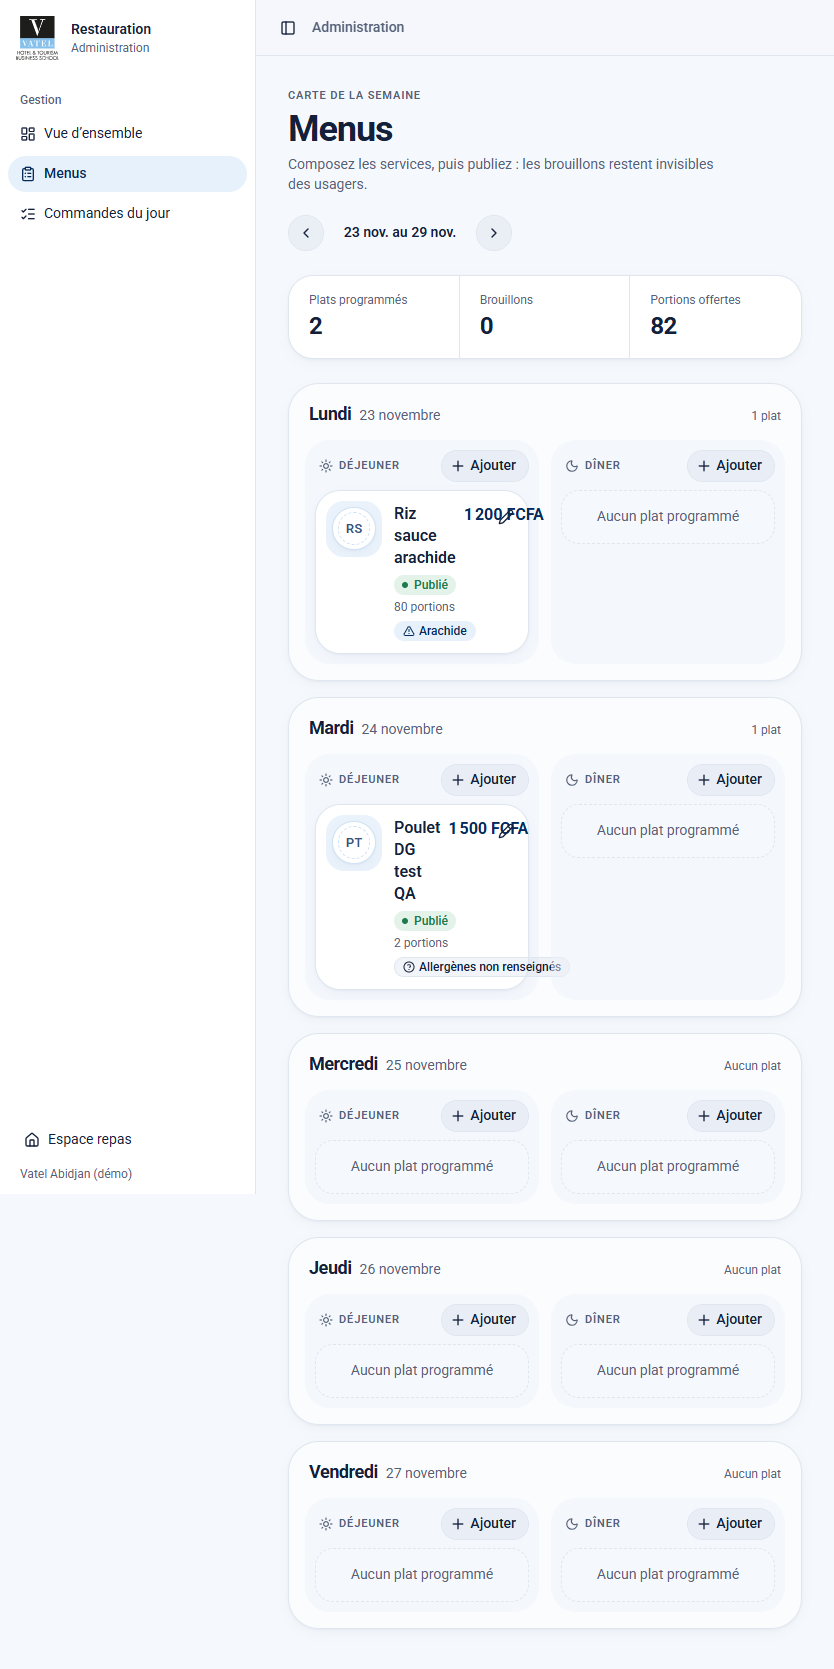 V
VATEL
HOTEL & TOURISM
BUSINESS SCHOOL
Restauration
Administration
Gestion
Vue d’ensemble
Menus
Commandes du jour
Espace repas
Vatel Abidjan (démo)
Administration
CARTE DE LA SEMAINE
Menus
Composez les services, puis publiez : les brouillons restent invisibles
des usagers.
23 nov. au 29 nov.
Plats programmés
2
Brouillons
0
Portions offertes
82
Lundi 23 novembre
1 plat
DÉJEUNER
Ajouter
RS
Riz
sauce
arachide
1 200 FCFA
Publié
80 portions
Arachide
DÎNER
Ajouter
Aucun plat programmé
Mardi 24 novembre
1 plat
DÉJEUNER
Ajouter
PT
Poulet
DG
test
QA
1 500 FCFA
Publié
2 portions
Allergènes non renseignés
DÎNER
Ajouter
Aucun plat programmé
Mercredi 25 novembre
Aucun plat
DÉJEUNER
Ajouter
Aucun plat programmé
DÎNER
Ajouter
Aucun plat programmé
Jeudi 26 novembre
Aucun plat
DÉJEUNER
Ajouter
Aucun plat programmé
DÎNER
Ajouter
Aucun plat programmé
Vendredi 27 novembre
Aucun plat
DÉJEUNER
Ajouter
Aucun plat programmé
DÎNER
Ajouter
Aucun plat programmé